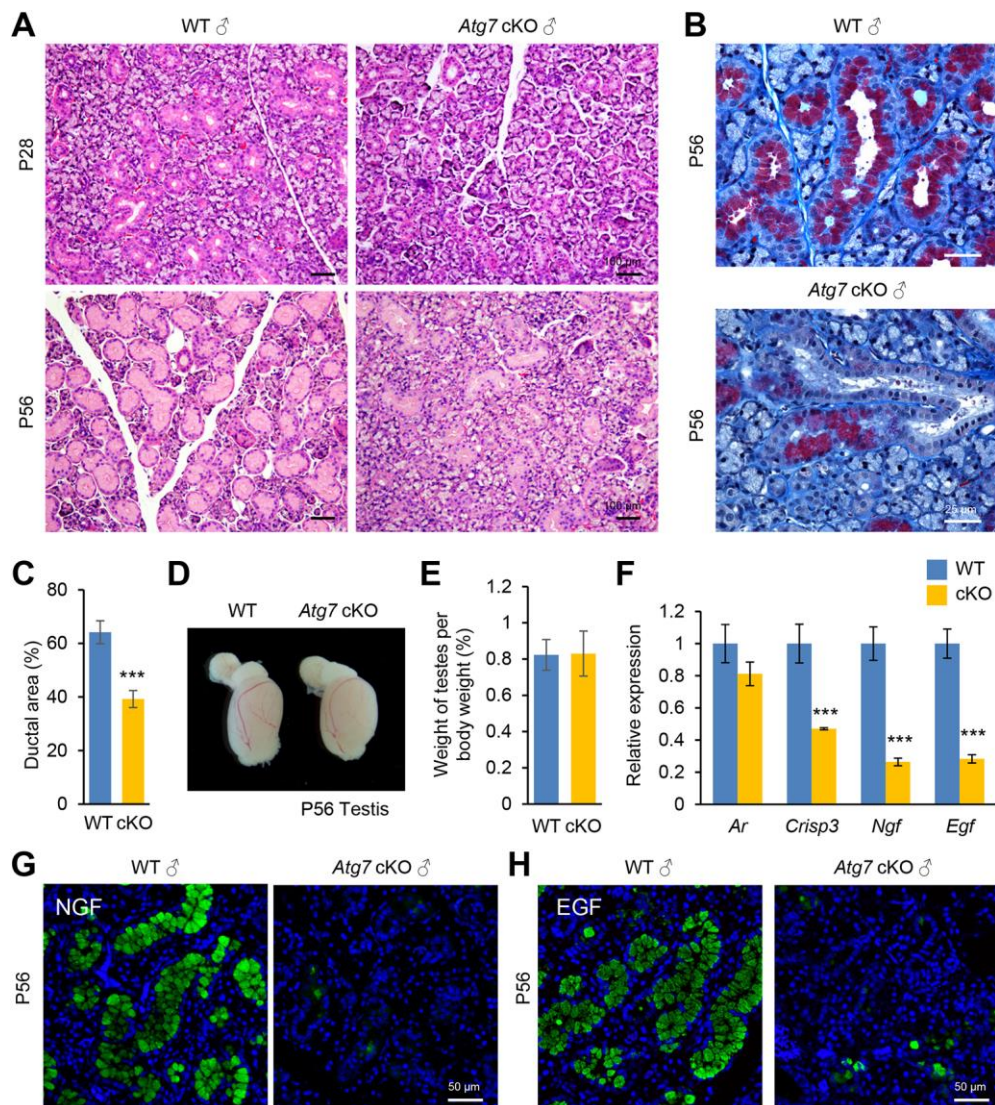 A
WT ♂
Atg7 cKO ♂
P28
100 µm
P56
100 µm
B
WT ♂
P56
Atg7 cKO ♂
P56
25 µm
C
Ductal area (%)
80
60
40
20
0
***
WT cKO
D
WT
Atg7 cKO
P56 Testis
E
Weight of testes per
body weight (%)
1.2
1
0.8
0.6
0.4
0.2
0
WT cKO
F
WT
cKO
Relative expression
1.2
1
0.8
0.6
0.4
0.2
0
***
***
***
Ar
Crisp3
Ngf
Egf
G
WT ♂
Atg7 cKO ♂
P56
NGF
50 µm
H
WT ♂
Atg7 cKO ♂
P56
EGF
50 µm